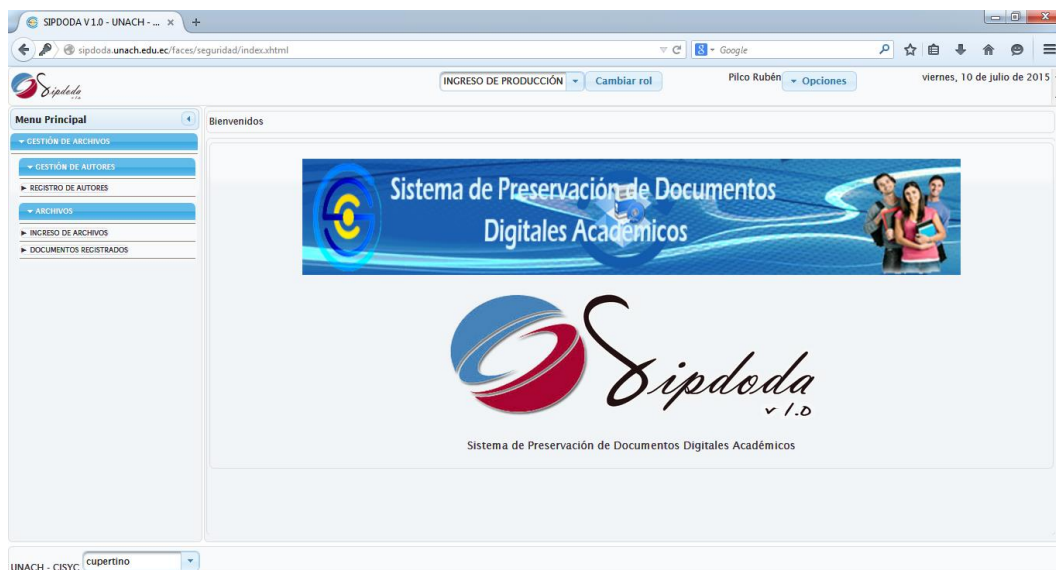 SIPDODA V 1.0 - UNACH - ...
sipdoda.unach.edu.ec/faces/seguridad/index.xhtml
Google
Sipdoda
INGRESO DE PRODUCCIÓN
Cambiar rol
Pilco Rubén
Opciones
viernes, 10 de julio de 2015
Menu Principal
Bienvenidos
GESTIÓN DE ARCHIVOS
GESTIÓN DE AUTORES
REGISTRO DE AUTORES
ARCHIVOS
INGRESO DE ARCHIVOS
DOCUMENTOS REGISTRADOS
Sistema de Preservación de Documentos
Digitales Académicos
Sipdoda
v 1.0
Sistema de Preservación de Documentos Digitales Académicos
UNACH - CISYC
cupertino